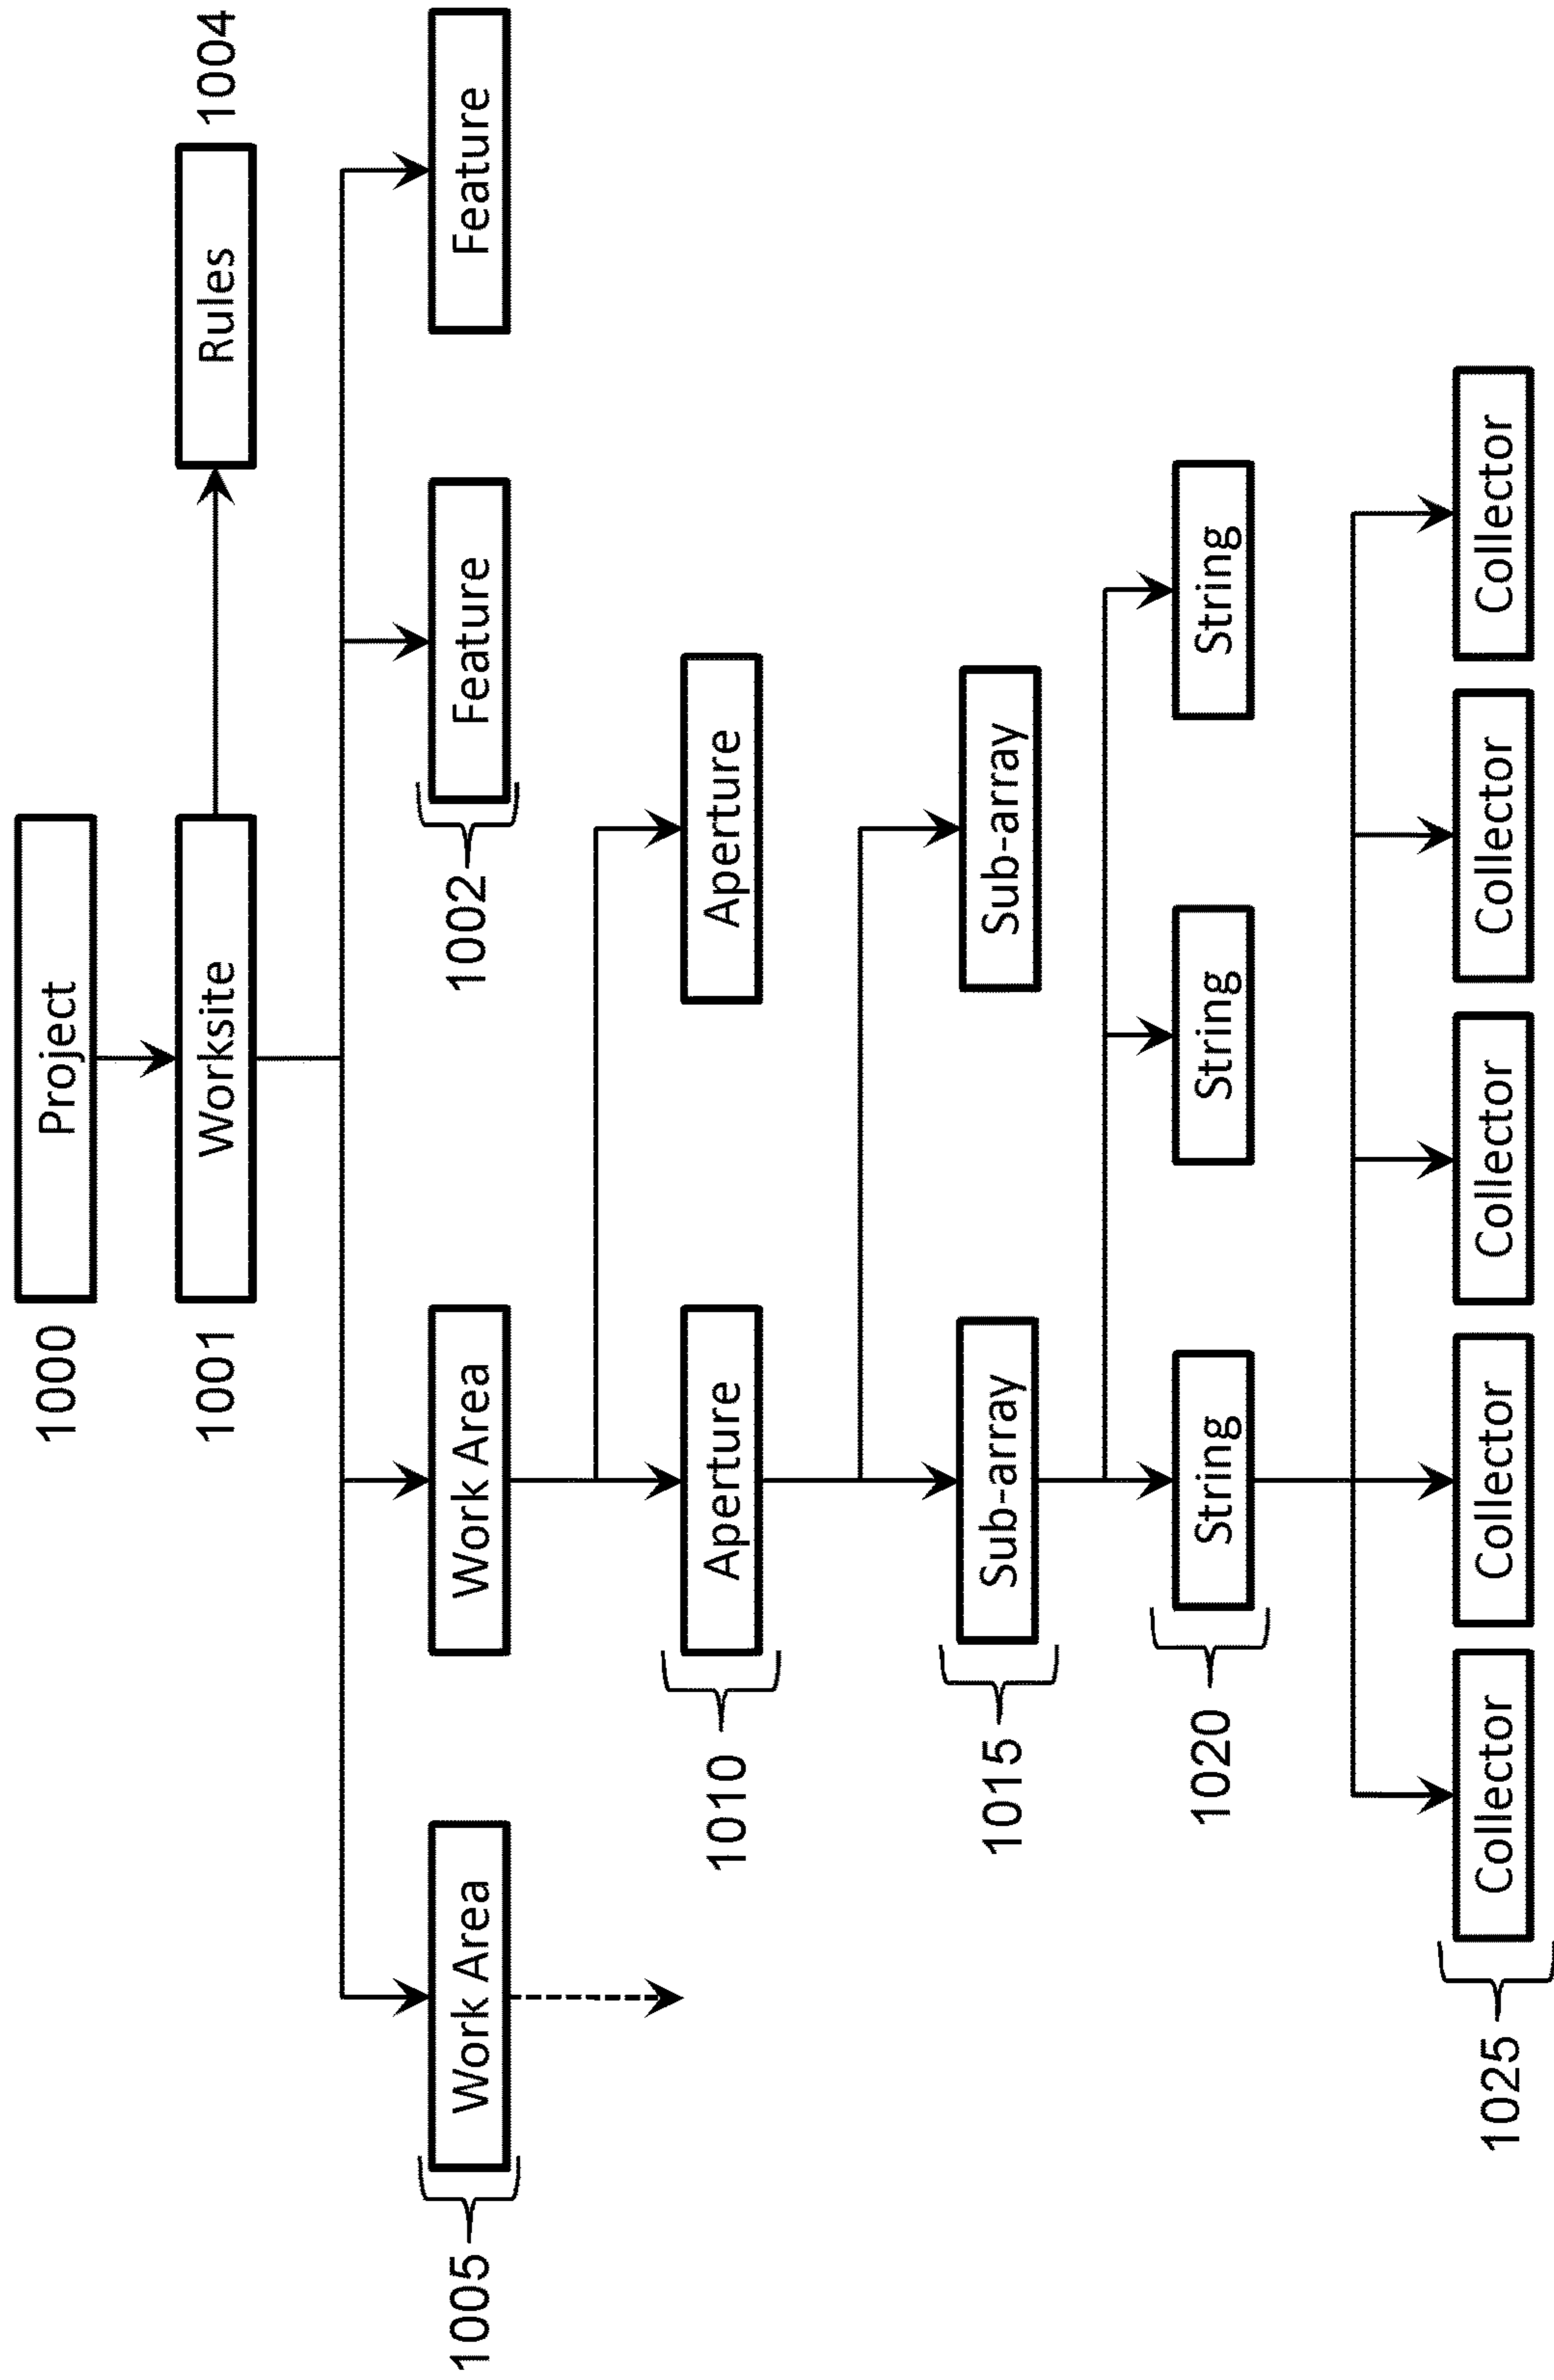 1000
Project
1001
Worksite
Rules
1004
1005
Work Area
Work Area
1002
Feature
Feature
1010
Aperture
Aperture
1015
Sub-array
Sub-array
1020
String
String
String
1025
Collector
Collector
Collector
Collector
Collector